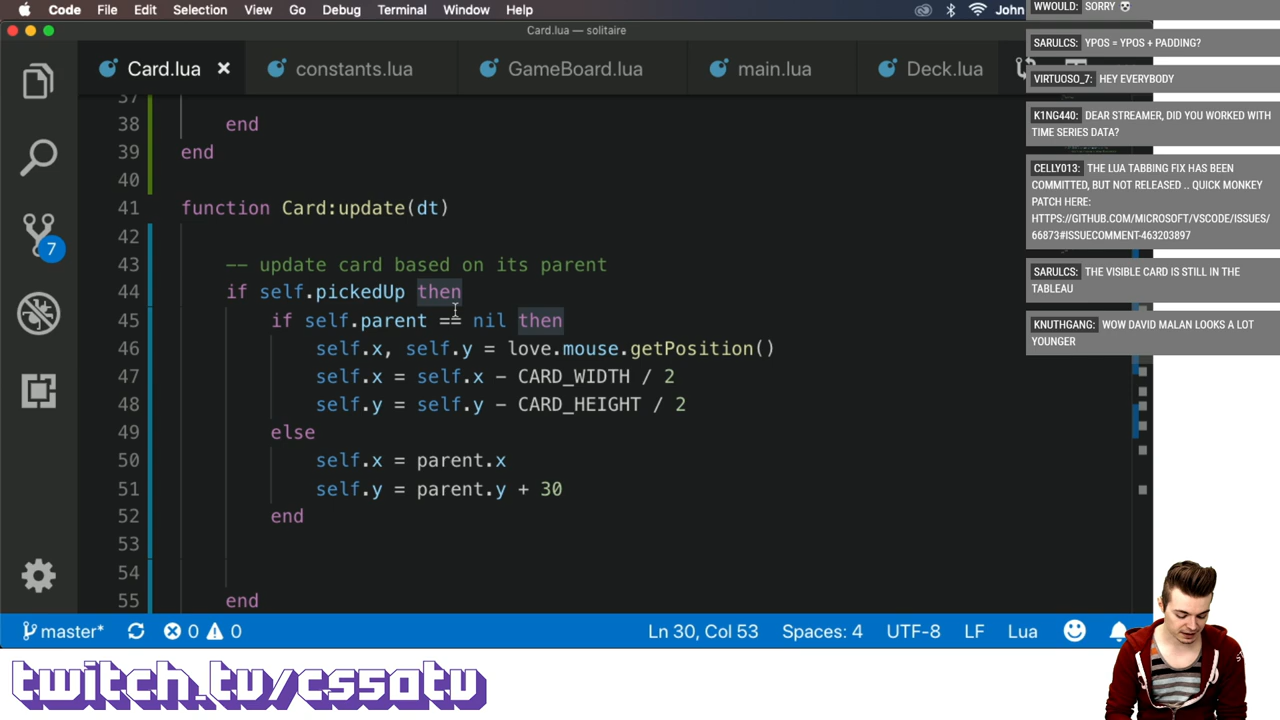 Code File Edit Selection View Go Debug Terminal Window Help John
Card.lua — solitaire
Card.lua constants.lua GameBoard.lua main.lua Deck.lua
37
38 end
39 end
40
41 function Card:update(dt)
42
43 -- update card based on its parent
44 if self.pickedUp then
45 if self.parent == nil then
46 self.x, self.y = love.mouse.getPosition()
47 self.x = self.x - CARD_WIDTH / 2
48 self.y = self.y - CARD_HEIGHT / 2
49 else
50 self.x = parent.x
51 self.y = parent.y + 30
52 end
53
54
55 end
7
master* 0 0 Ln 30, Col 53 Spaces: 4 UTF-8 LF Lua
WWOULD: SORRY
SARULCS: YPOS = YPOS + PADDING?
VIRTUOSO_7: HEY EVERYBODY
K1NG440: DEAR STREAMER, DID YOU WORKED WITH
TIME SERIES DATA?
CELLY013: THE LUA TABBING FIX HAS BEEN
COMMITTED, BUT NOT RELEASED .. QUICK MONKEY
PATCH HERE:
HTTPS://GITHUB.COM/MICROSOFT/VSCODE/ISSUES/
66873#ISSUECOMMENT-463203897
SARULCS: THE VISIBLE CARD IS STILL IN THE
TABLEAU
KNUTHGANG: WOW DAVID MALAN LOOKS A LOT
YOUNGER
twitch.tv/cs50tv